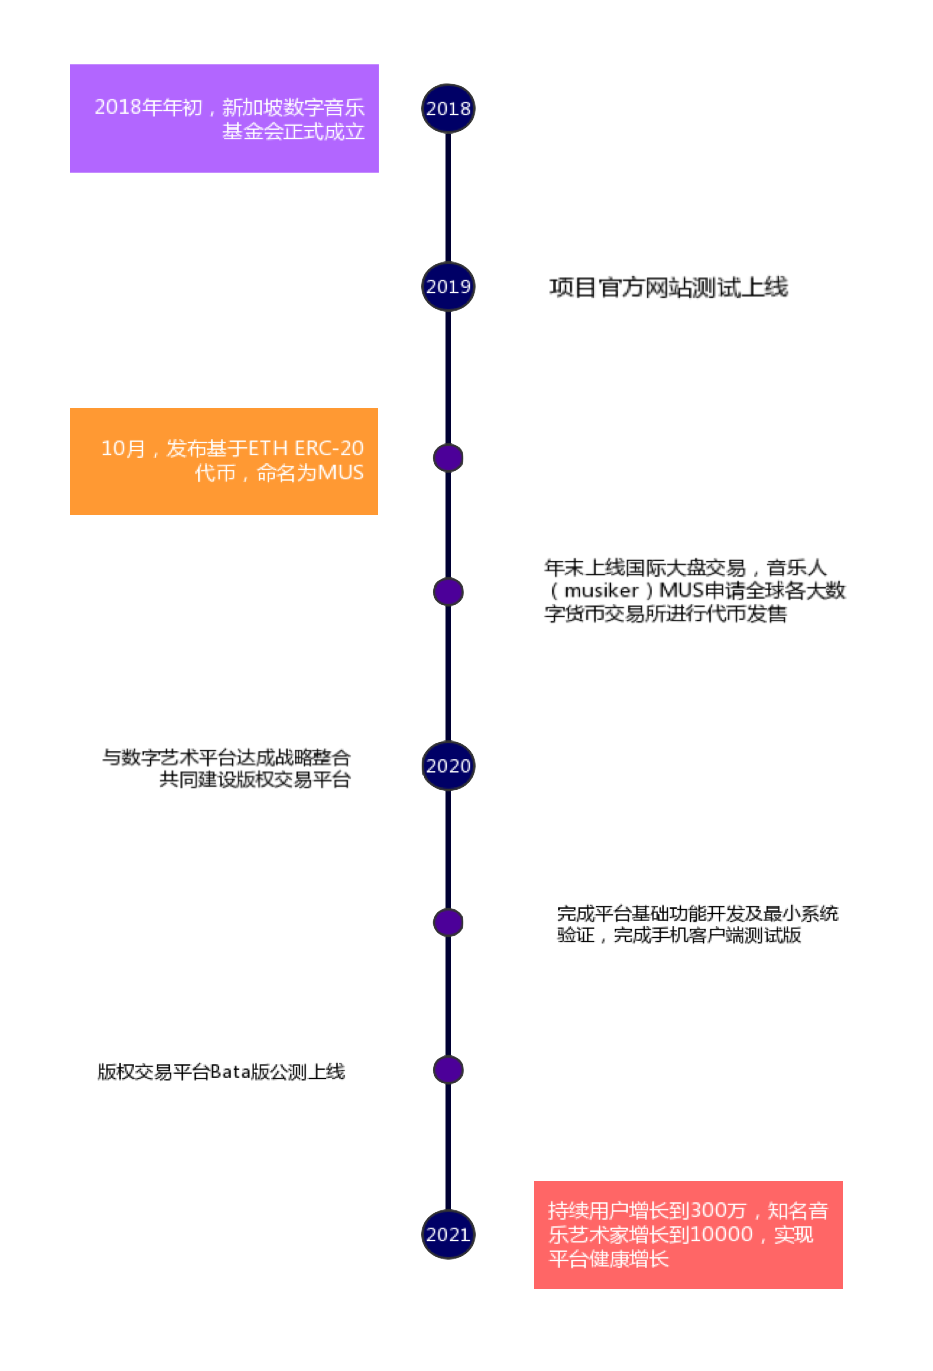 2018年年初，新加坡数字音乐
基金会正式成立
2018
2019
项目官方网站测试上线
10月，发布基于ETH ERC-20
代币，命名为MUS
年末上线国际大盘交易，音乐人
（musiker）MUS申请全球各大数
字货币交易所进行代币发售
与数字艺术平台达成战略整合
共同建设版权交易平台
2020
完成平台基础功能开发及最小系统
验证，完成手机客户端测试版
版权交易平台Bata版公测上线
2021
持续用户增长到300万，知名音
乐艺术家增长到10000，实现
平台健康增长